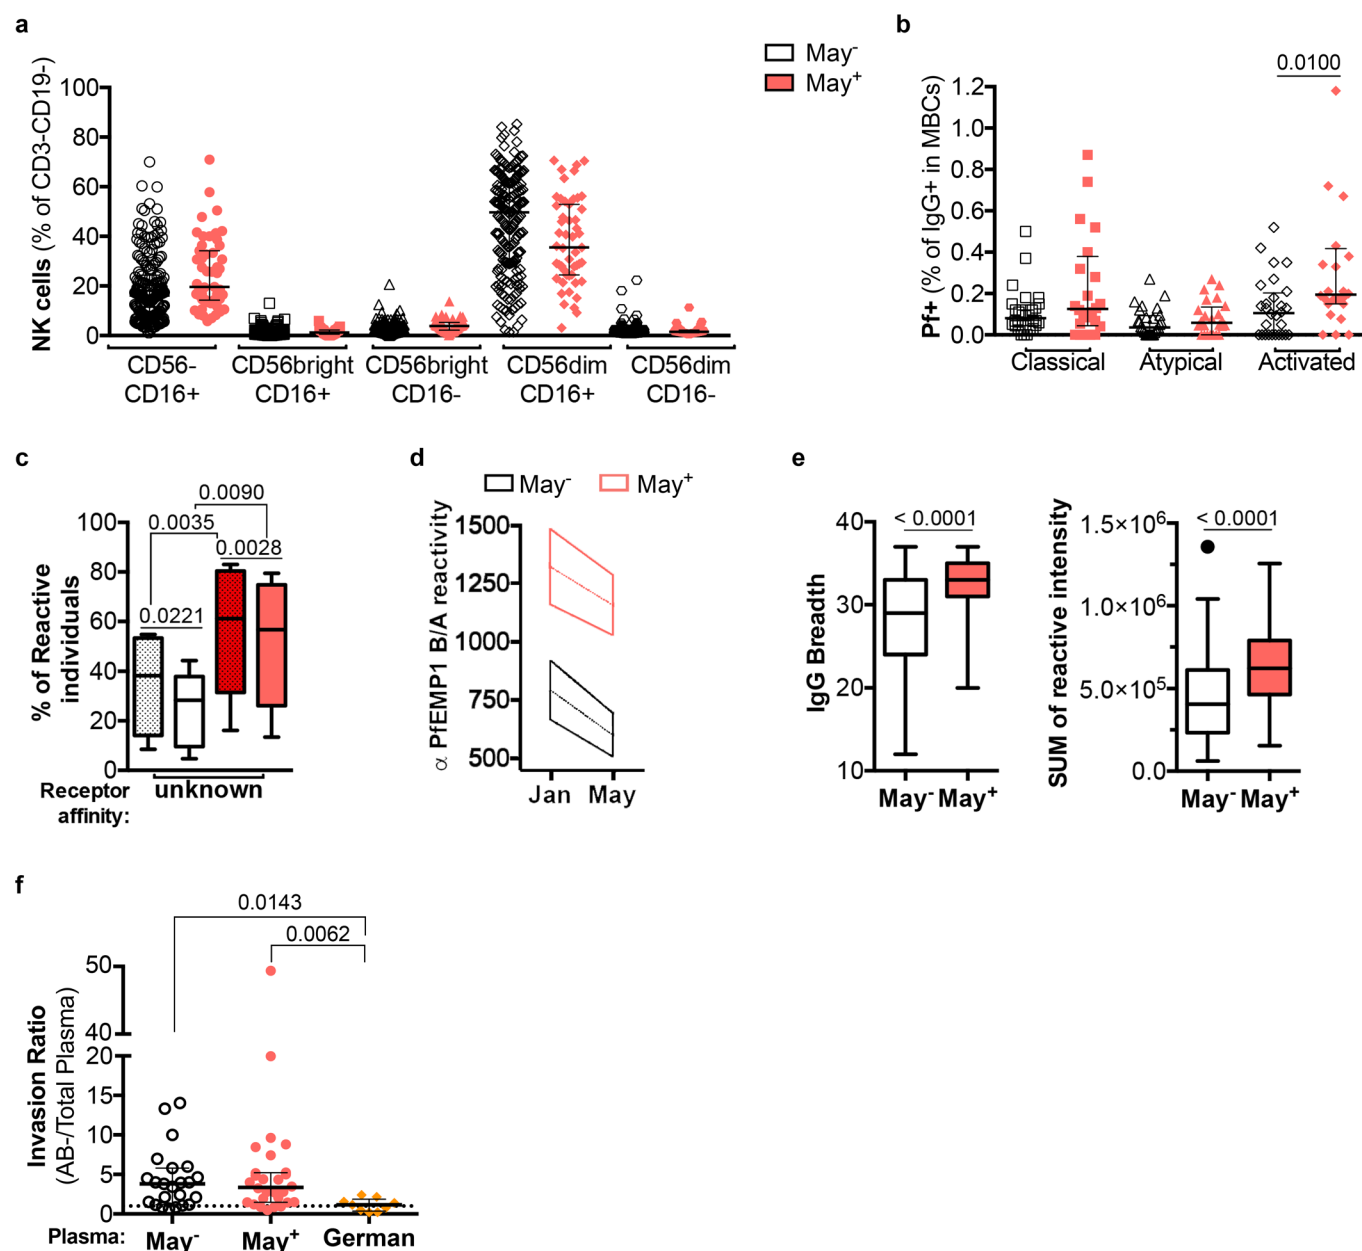 a
NK cells (% of CD3-CD19-)
100
80
60
40
20
0
CD56-
CD16+
CD56bright
CD16+
CD56bright
CD16-
CD56dim
CD16+
CD56dim
CD16-
May-
May+
b
Pf+ (% of IgG+ in MBCs)
1.2
1.0
0.8
0.6
0.4
0.2
0.0
0.0100
Classical
Atypical
Activated
c
% of Reactive
individuals
100
80
60
40
20
0
0.0090
0.0035
0.0028
0.0221
Receptor
affinity:
unknown
d
May-
May+
α PfEMP1 B/A reactivity
1500
1250
1000
750
500
Jan
May
e
IgG Breadth
40
30
20
10
< 0.0001
May-
May+
SUM of reactive intensity
1.5×10⁶
1.0×10⁶
5.0×10⁵
0.0
< 0.0001
May-
May+
f
Invasion Ratio
(AB-/Total Plasma)
50
40
20
15
10
5
0
0.0143
0.0062
Plasma:
May-
May+
German